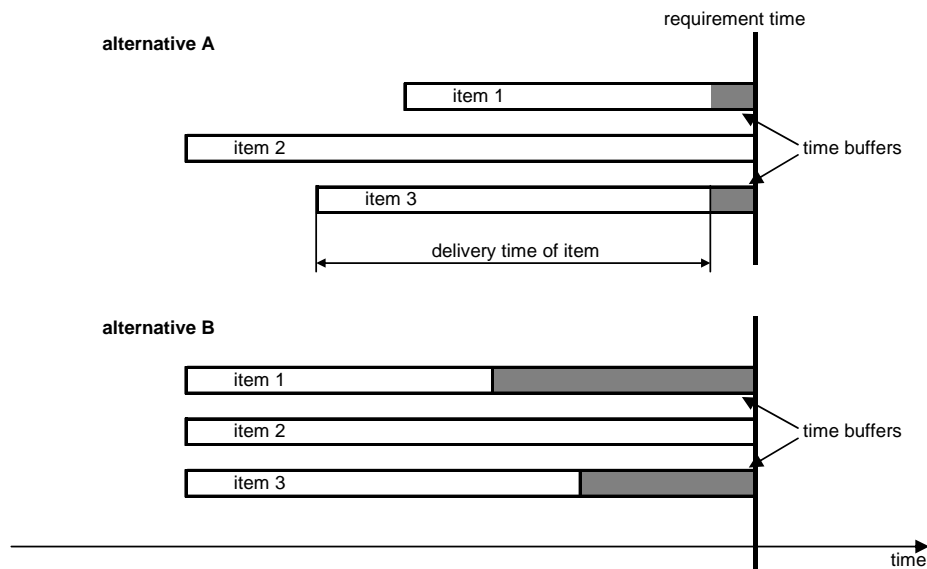 requirement time
alternative A
item 1
item 2
time buffers
item 3
delivery time of item
alternative B
item 1
item 2
time buffers
item 3
time